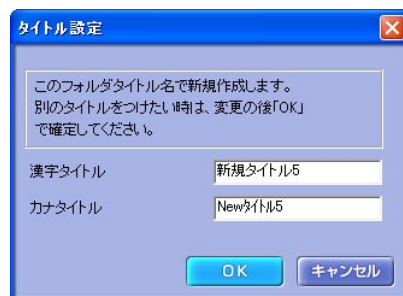 タイトル設定
このフォルダタイトル名で新規作成します。
別のタイトルをつけたい時は、変更の後「OK」
で確定してください。
漢字タイトル 新規タイトル5
カナタイトル Newﾀｲﾄﾙ5
OK キャンセル